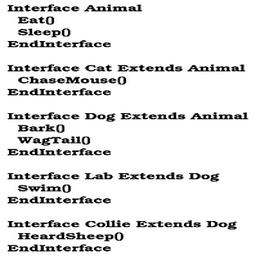 Interface Animal
Eat()
Sleep()
EndInterface
Interface Cat Extends Animal
ChaseMouse()
EndInterface
Interface Dog Extends Animal
Bark()
WagTail()
EndInterface
Interface Lab Extends Dog
Swim()
EndInterface
Interface Collie Extends Dog
HeardSheep()
EndInterface